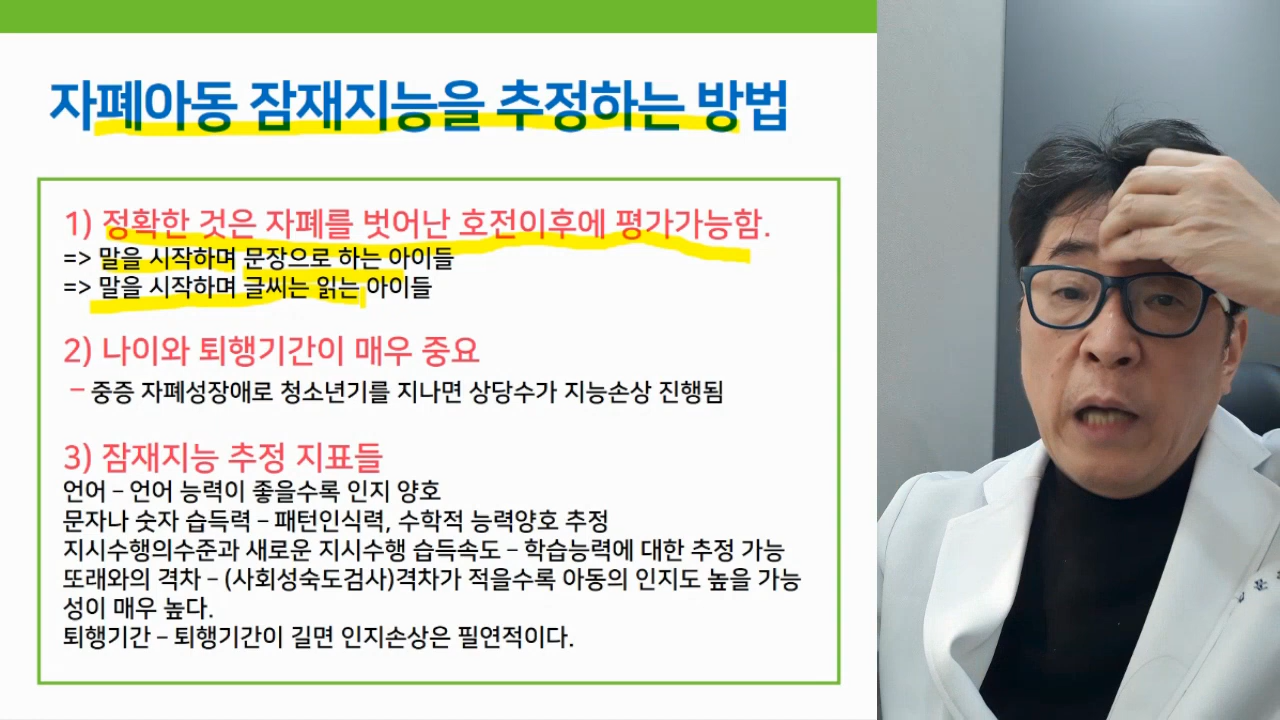 자폐아동 잠재지능을 추정하는 방법
1) 정확한 것은 자폐를 벗어난 호전이후에 평가가능함.
=> 말을 시작하며 문장으로 하는 아이들
=> 말을 시작하며 글씨는 읽는 아이들
2) 나이와 퇴행기간이 매우 중요
– 중증 자폐성장애로 청소년기를 지나면 상당수가 지능손상 진행됨
3) 잠재지능 추정 지표들
언어 – 언어 능력이 좋을수록 인지 양호
문자나 숫자 습득력 – 패턴인식력, 수학적 능력양호 추정
지시수행의수준과 새로운 지시수행 습득속도 – 학습능력에 대한 추정 가능
또래와의 격차 – (사회성숙도검사)격차가 적을수록 아동의 인지도 높을 가능
성이 매우 높다.
퇴행기간 – 퇴행기간이 길면 인지손상은 필연적이다.